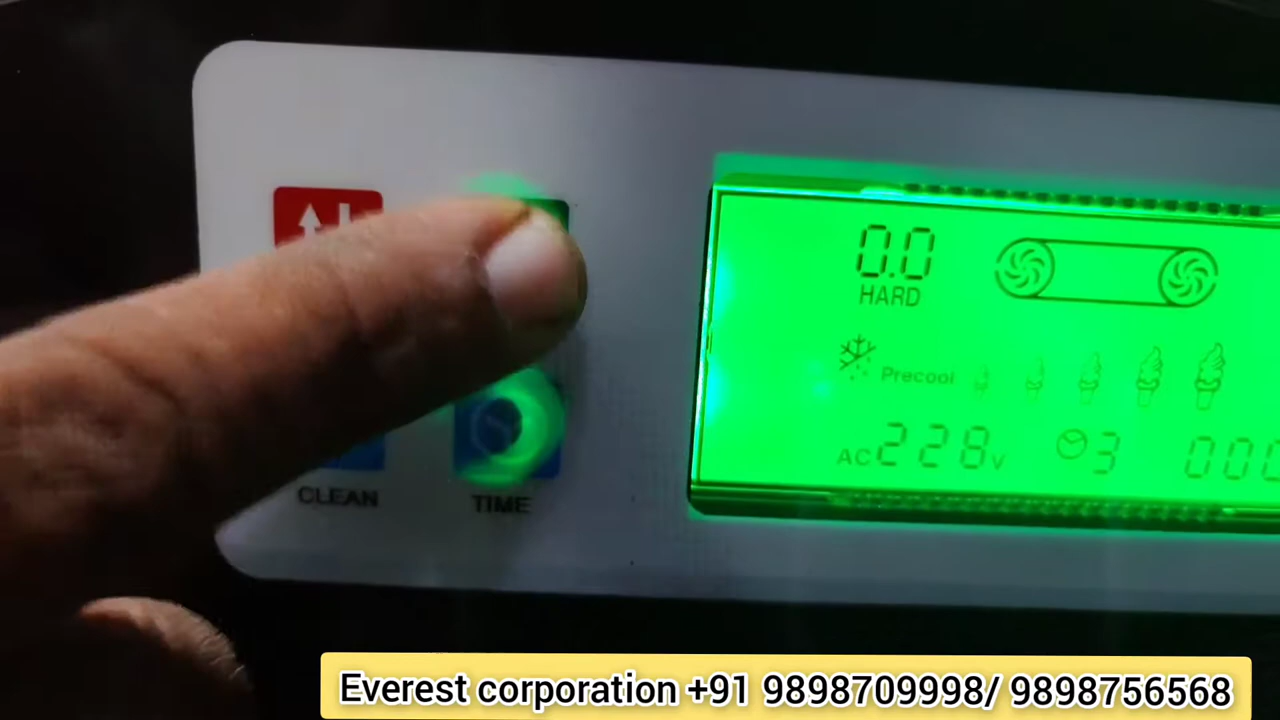 0.0
HARD
Precool
AC 228V 3 000
CLEAN TIME
Everest corporation +91 9898709998/ 9898756568